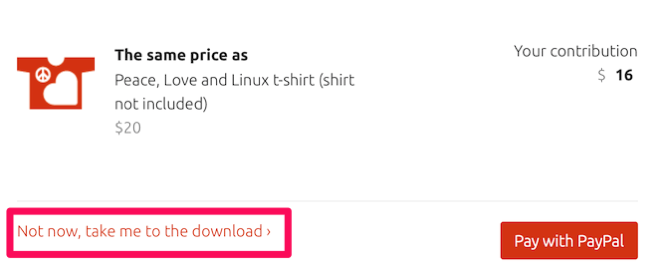 The same price as
Peace, Love and Linux t-shirt (shirt
not included)
$20
Your contribution
$ 16
Not now, take me to the download ›
Pay with PayPal